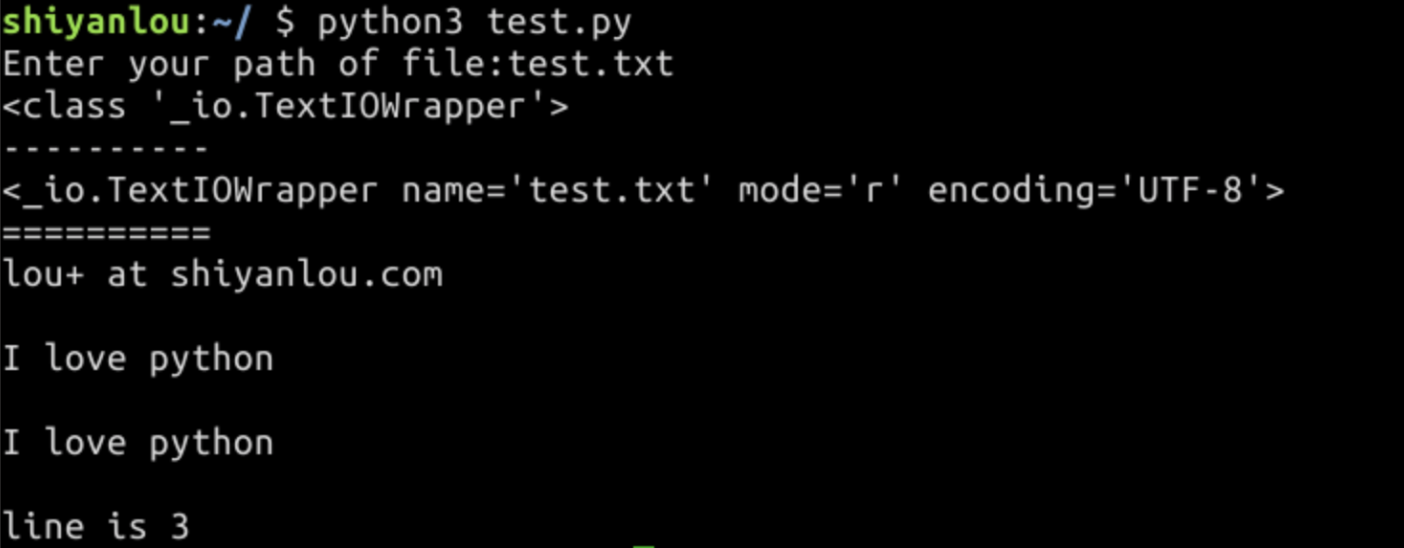 shiyanlou:~/ $ python3 test.py
Enter your path of file:test.txt
<class '_io.TextIOWrapper'>
----------
<_io.TextIOWrapper name='test.txt' mode='r' encoding='UTF-8'>
==========
lou+ at shiyanlou.com
I love python
I love python
line is 3